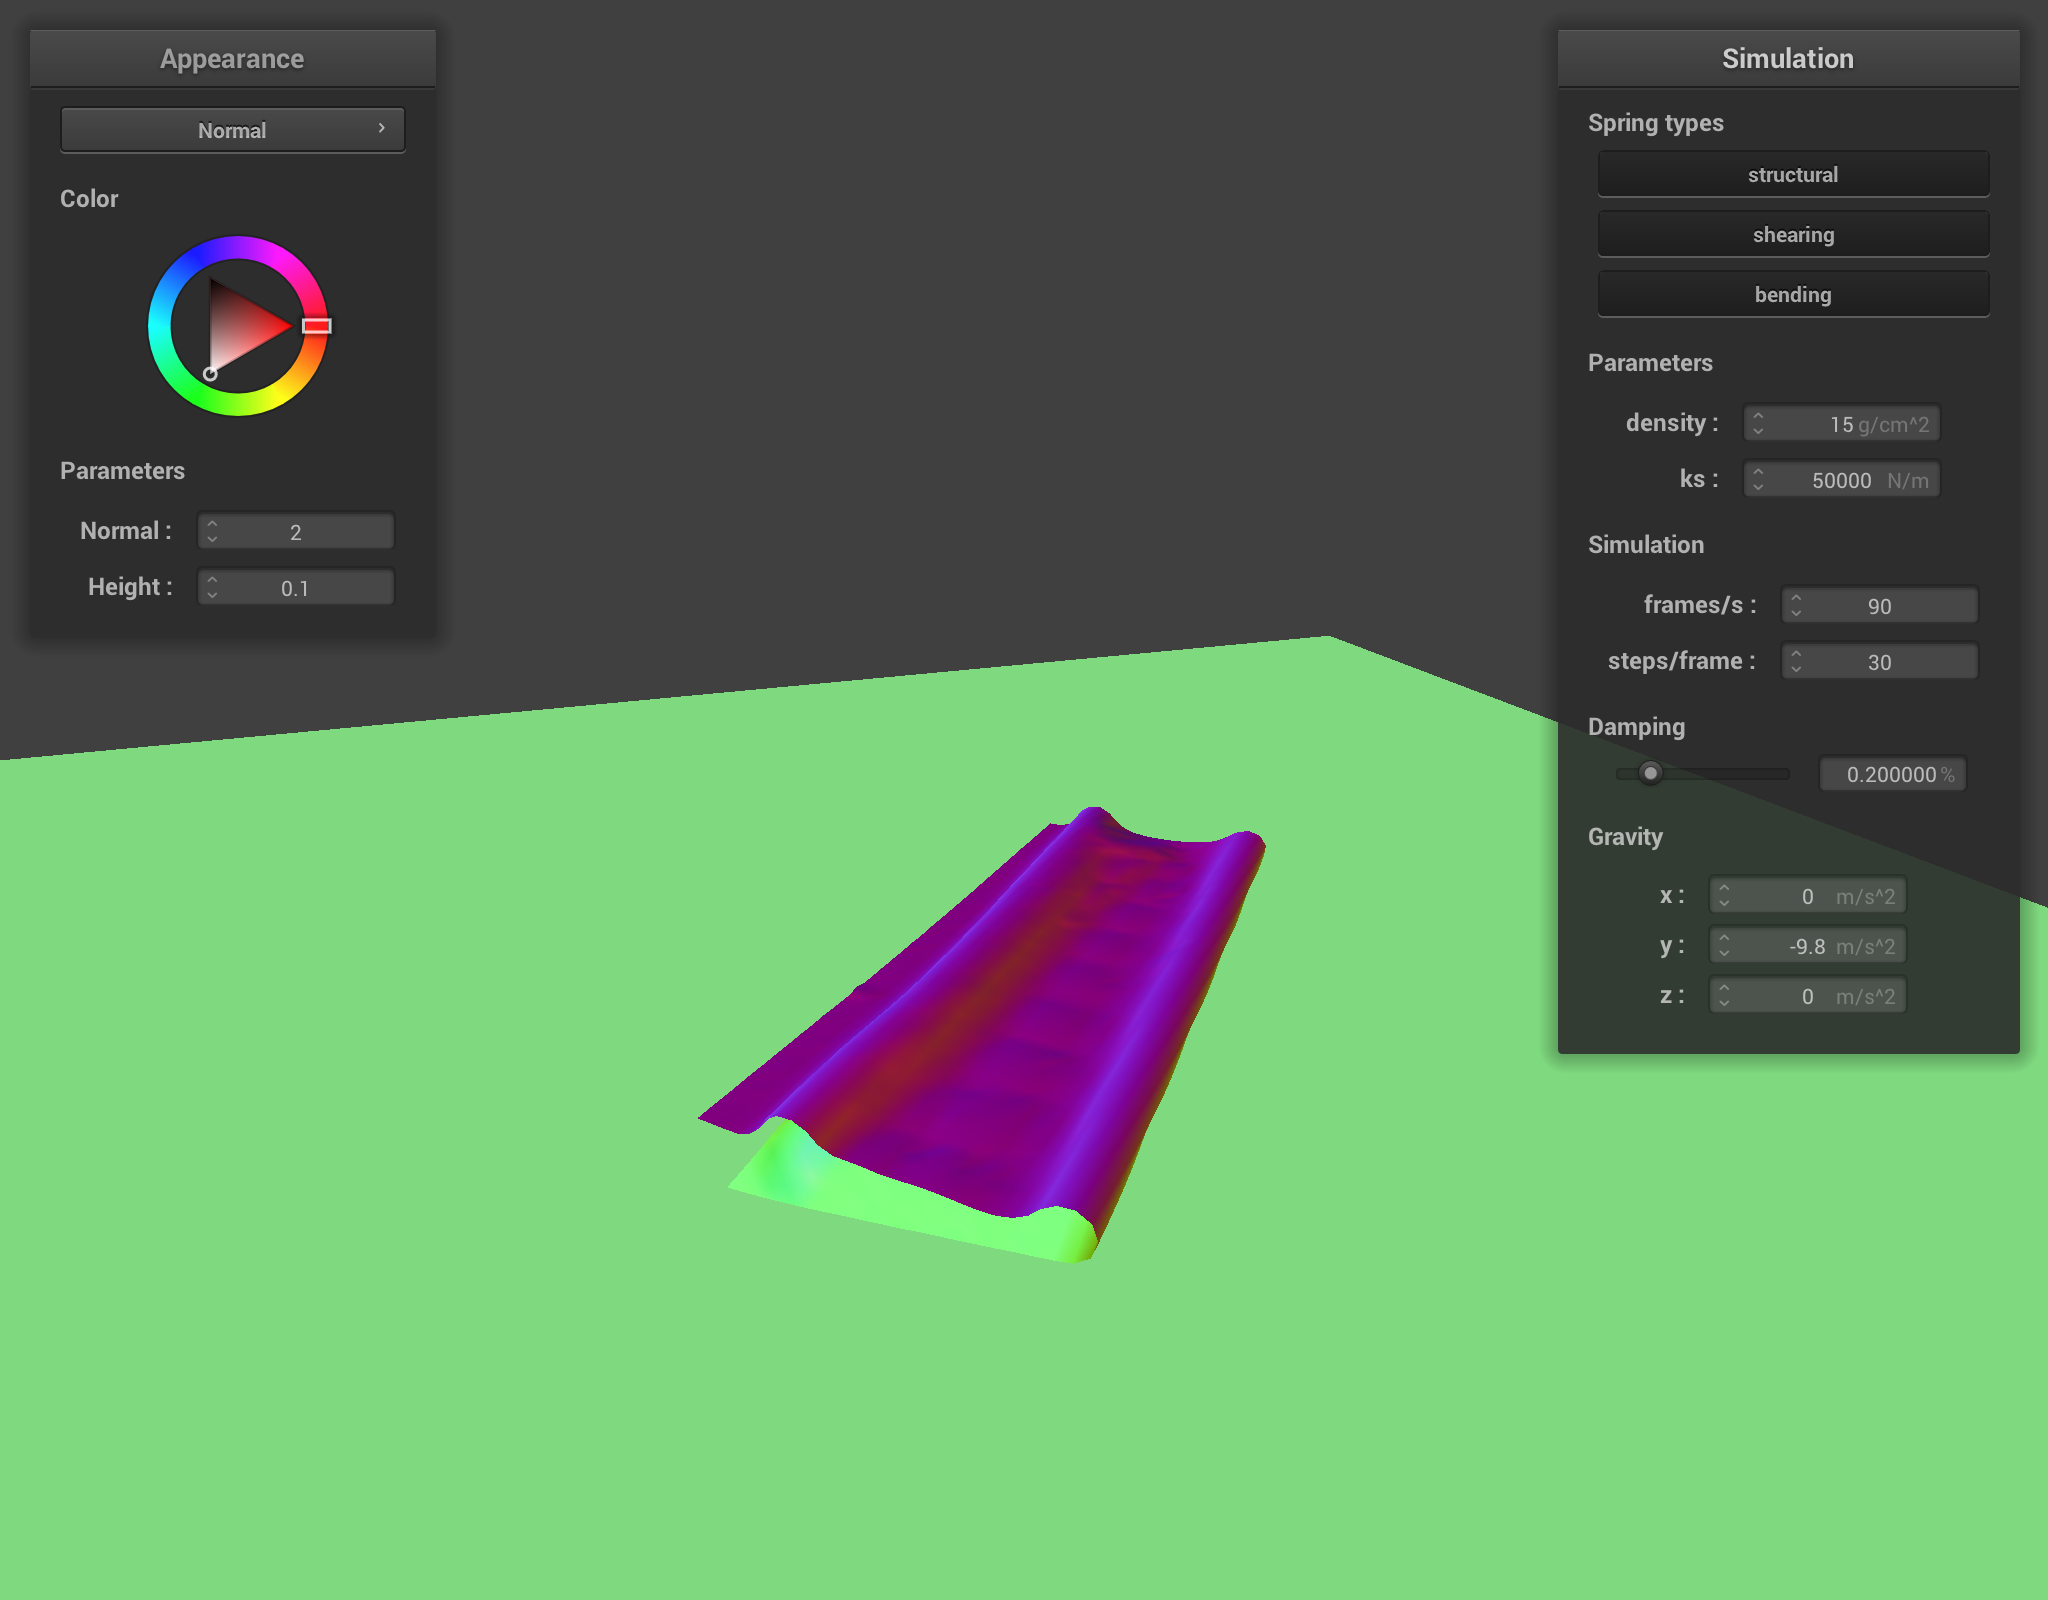 Appearance
Normal
Color
Parameters
Normal : 2
Height : 0.1
Simulation
Spring types
structural
shearing
bending
Parameters
density : 15 g/cm^2
ks : 50000 N/m
Simulation
frames/s : 90
steps/frame : 30
Damping
0.200000 %
Gravity
x : 0 m/s^2
y : -9.8 m/s^2
z : 0 m/s^2